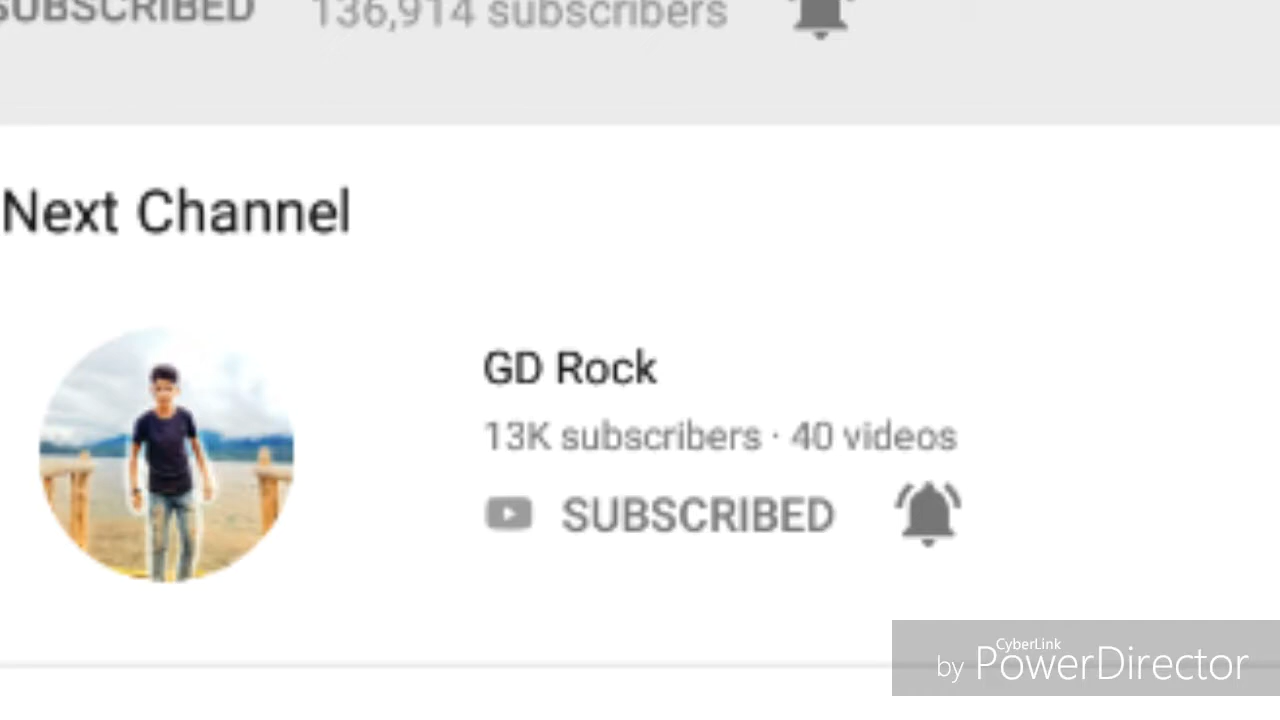 SUBSCRIBED 136,914 subscribers
Next Channel
GD Rock
13K subscribers · 40 videos
SUBSCRIBED
CyberLink
by PowerDirector